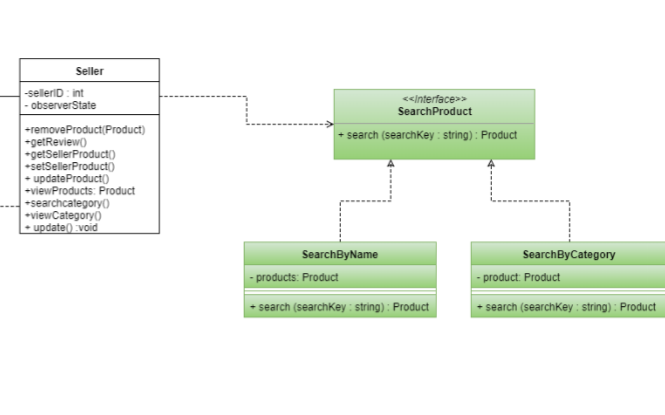 Seller
-sellerID : int
- observerState
+removeProduct(Product)
+getReview()
+getSellerProduct()
+setSellerProduct()
+ updateProduct()
+viewProducts: Product
+searchcategory()
+viewCategory()
+ update() :void
<<Interface>>
SearchProduct
+ search (searchKey : string) : Product
SearchByName
- products: Product
+ search (searchKey : string) : Product
SearchByCategory
- product: Product
+ search (searchKey : string) : Product